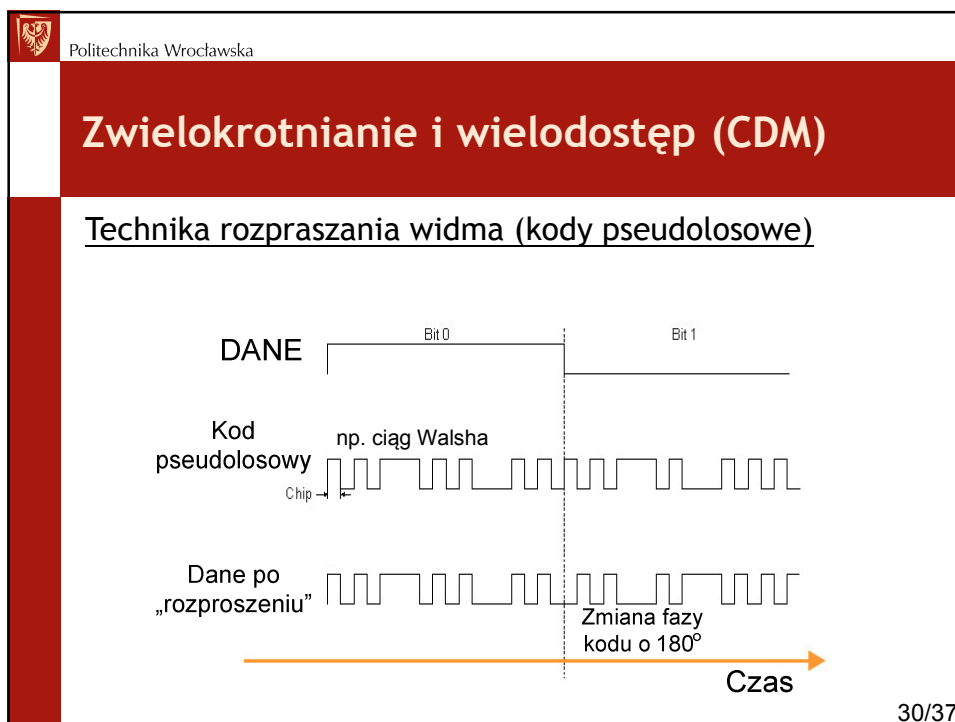 Politechnika Wrocławska
Zwielokrotnianie i wielodostęp (CDM)
Technika rozpraszania widma (kody pseudolosowe)
Bit 0
Bit 1
DANE
Kod
pseudolosowy
np. ciąg Walsha
Chip
Dane po
„rozproszeniu”
Zmiana fazy
kodu o 180°
Czas
30/37